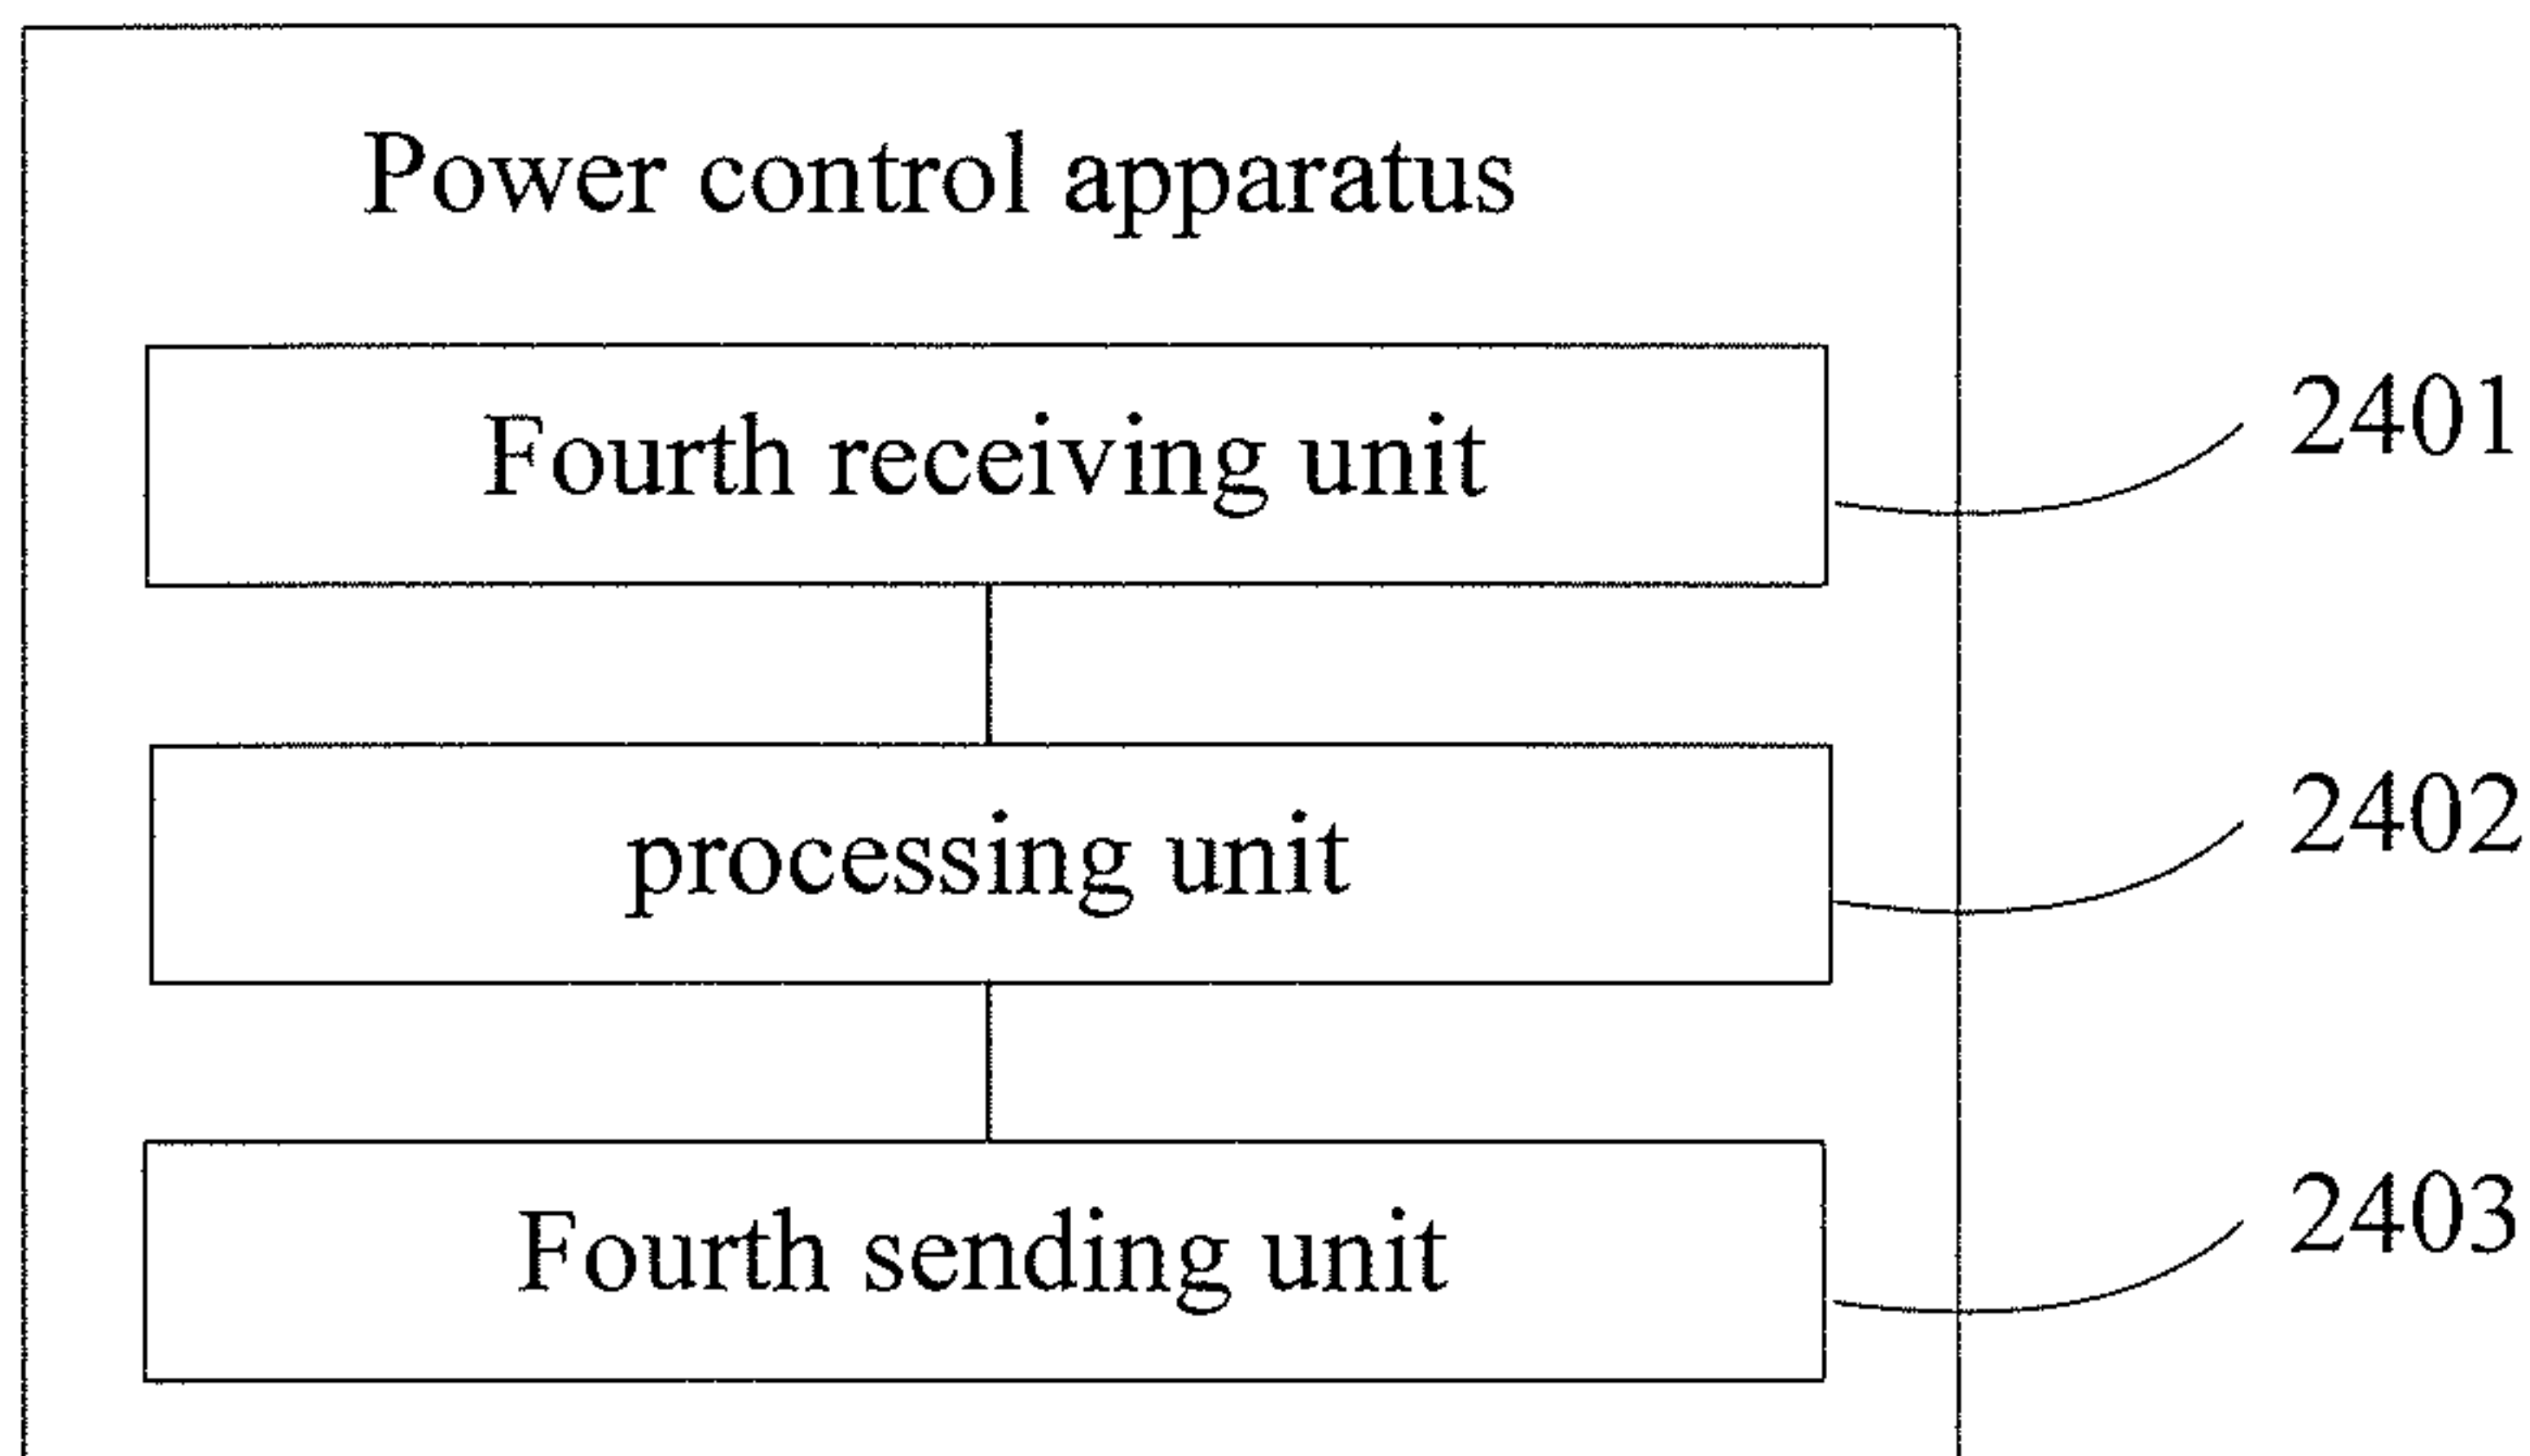 Power control apparatus
Fourth receiving unit
2401
processing unit
2402
Fourth sending unit
2403